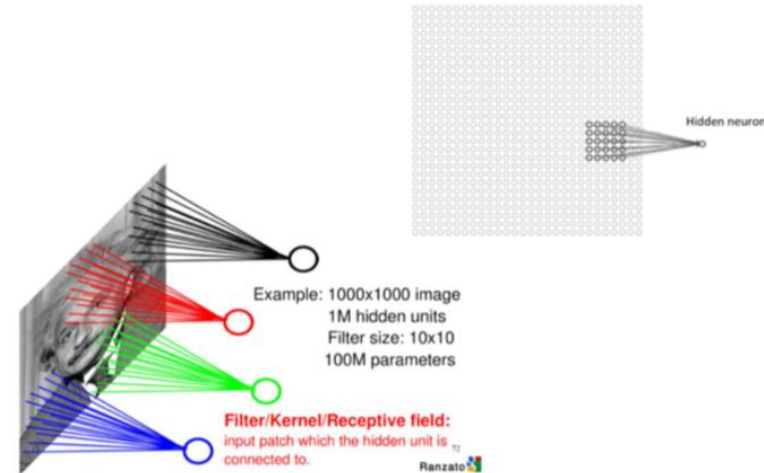 Hidden neuron
Example: 1000x1000 image
1M hidden units
Filter size: 10x10
100M parameters
Filter/Kernel/Receptive field:
input patch which the hidden unit is
connected to.
Ranzato